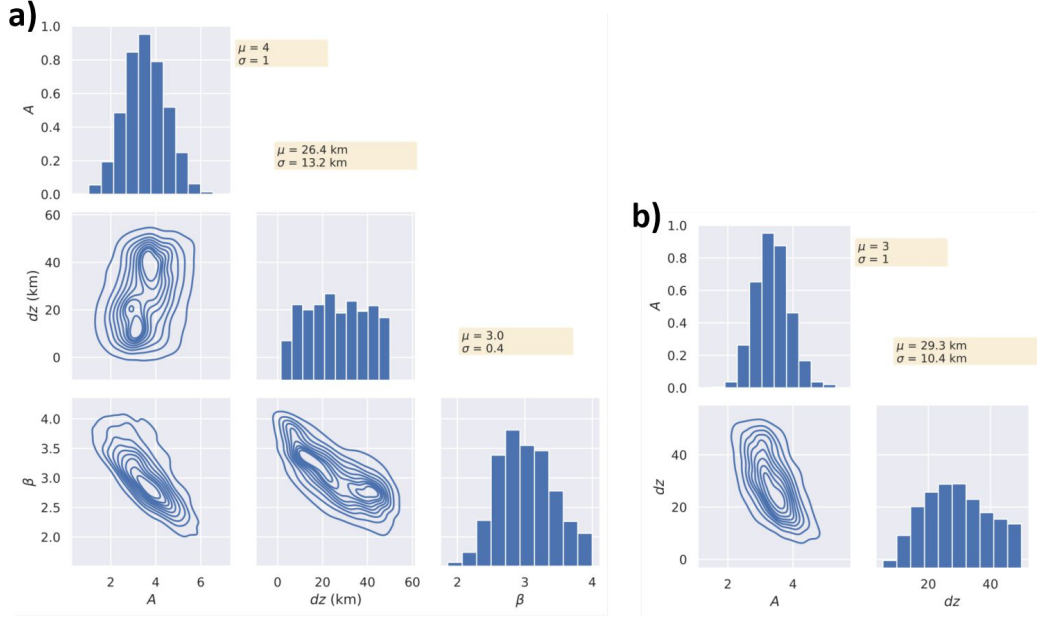 a)
1.0
0.8
0.6
0.4
0.2
0.0
A
μ = 4
σ = 1
μ = 26.4 km
σ = 13.2 km
60
40
20
0
dz (km)
μ = 3.0
σ = 0.4
4.0
3.5
3.0
2.5
2.0
β
2 4 6
A
0 20 40 60
dz (km)
2 3 4
β
b)
1.0
0.8
0.6
0.4
0.2
0.0
A
μ = 3
σ = 1
μ = 29.3 km
σ = 10.4 km
40
20
0
dz
2 4
A
20 40
dz